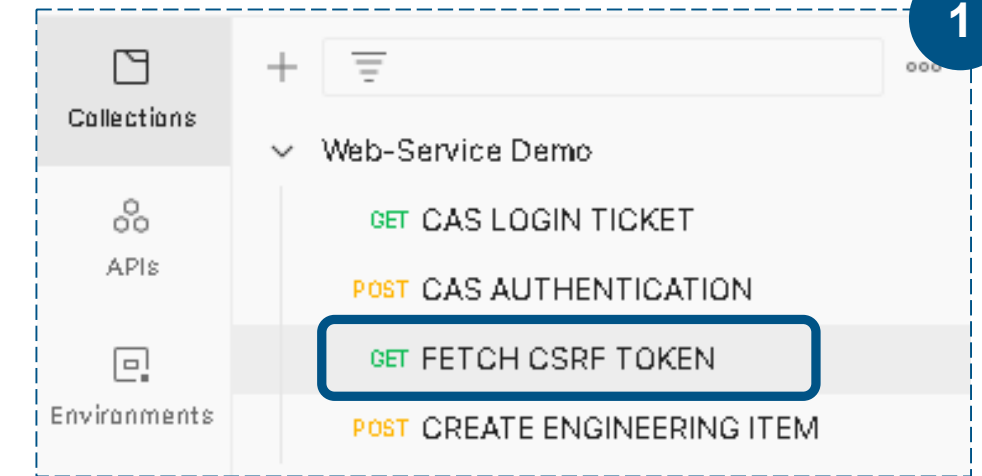 1
Collections
Web-Service Demo
GET CAS LOGIN TICKET
APIs
POST CAS AUTHENTICATION
GET FETCH CSRF TOKEN
Environments
POST CREATE ENGINEERING ITEM